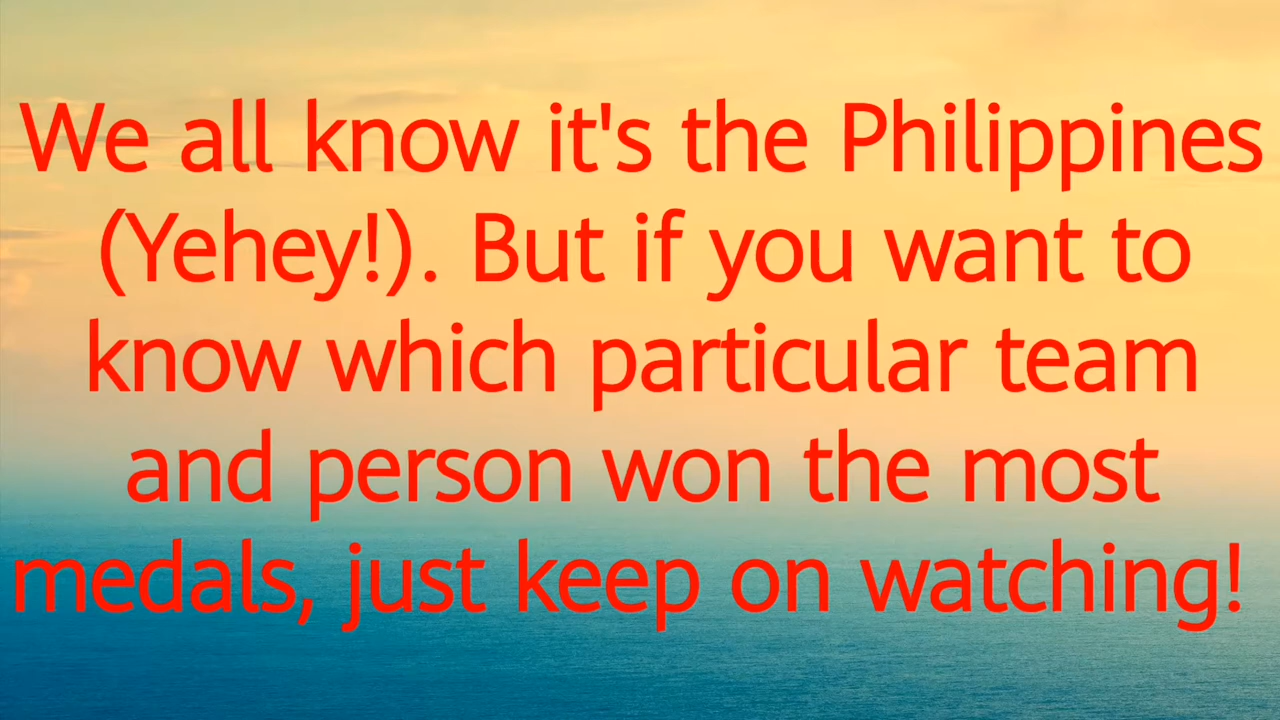 We all know it's the Philippines
(Yehey!). But if you want to
know which particular team
and person won the most
medals, just keep on watching!